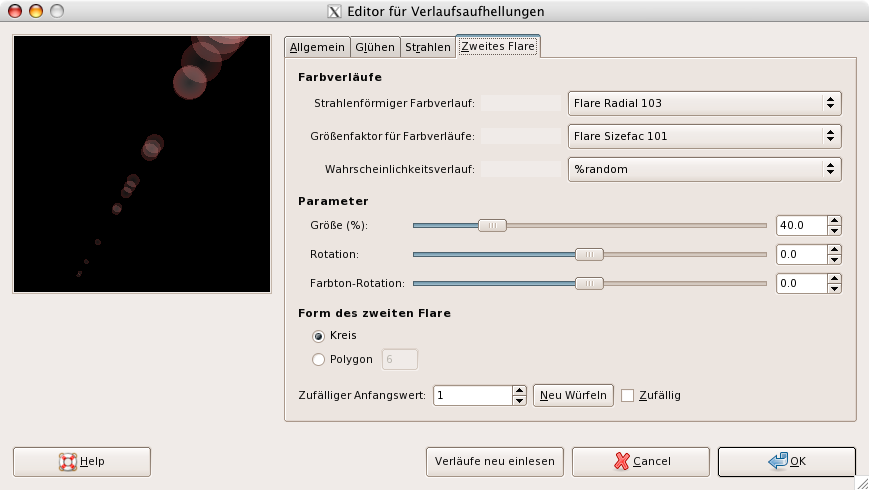 Editor für Verlaufsaufhellungen
Allgemein Glühen Strahlen Zweites Flare
Farbverläufe
Strahlenförmiger Farbverlauf: Flare Radial 103
Größenfaktor für Farbverläufe: Flare Sizefac 101
Wahrscheinlichkeitsverlauf: %random
Parameter
Größe (%): 40.0
Rotation: 0.0
Farbton-Rotation: 0.0
Form des zweiten Flare
Kreis
Polygon 6
Zufälliger Anfangswert: 1 Neu Würfeln Zufällig
Help Verläufe neu einlesen Cancel OK